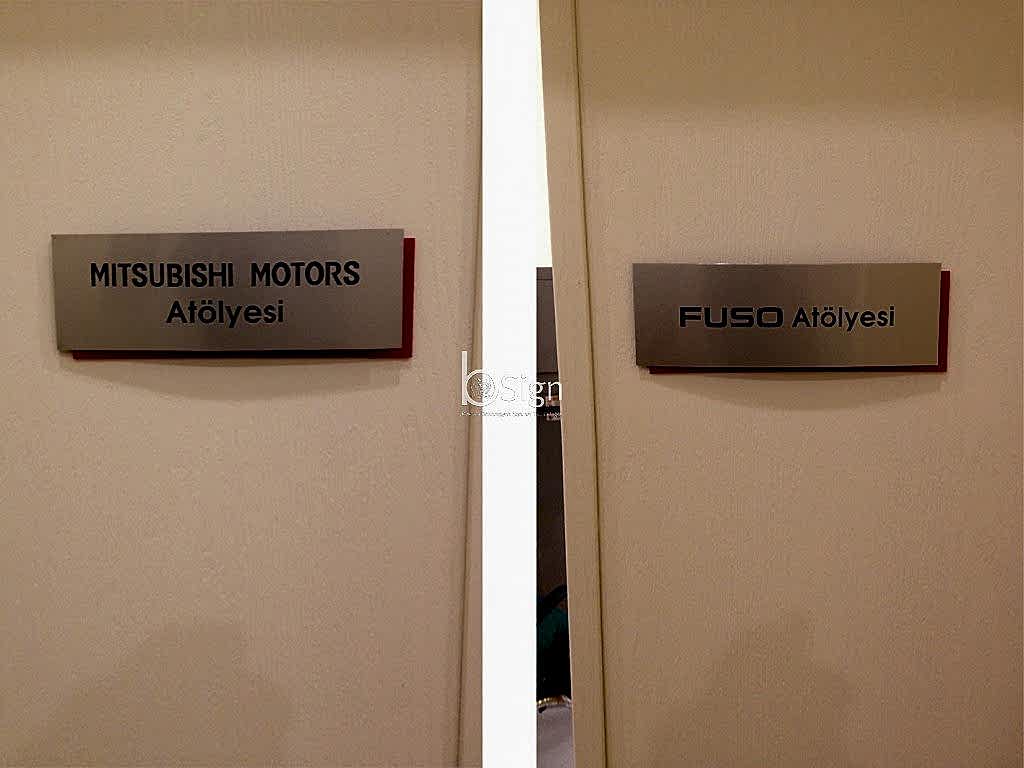 MITSUBISHI MOTORS
Atölyesi
FUSO Atölyesi
bSign